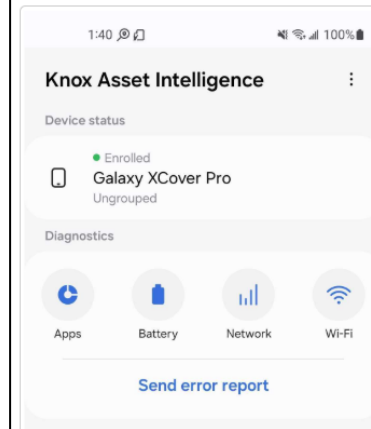 1:40 100%
Knox Asset Intelligence
Device status
Enrolled
Galaxy XCover Pro
Ungrouped
Diagnostics
Apps Battery Network Wi-Fi
Send error report